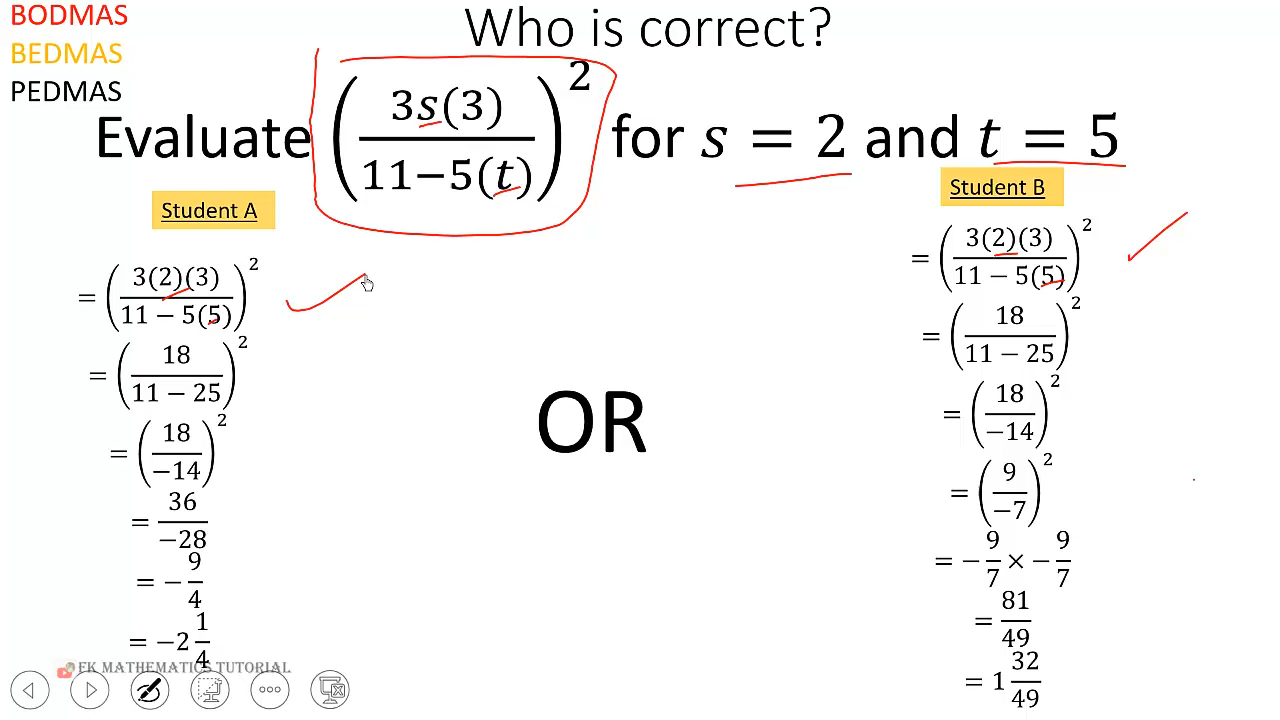 BODMAS
BEDMAS
PEDMAS
Who is correct?
Evaluate (3s(3)/(11−5(t)))² for s = 2 and t = 5
Student A
= (3(2)(3)/(11 − 5(5)))²
= (18/(11 − 25))²
= (18/−14)²
= 36/−28
= −9/4
= −2 1/4
OR
Student B
= (3(2)(3)/(11 − 5(5)))²
= (18/(11 − 25))²
= (18/−14)²
= (9/−7)²
= −9/7 × −9/7
= 81/49
= 1 32/49
EK MATHEMATICS TUTORIAL